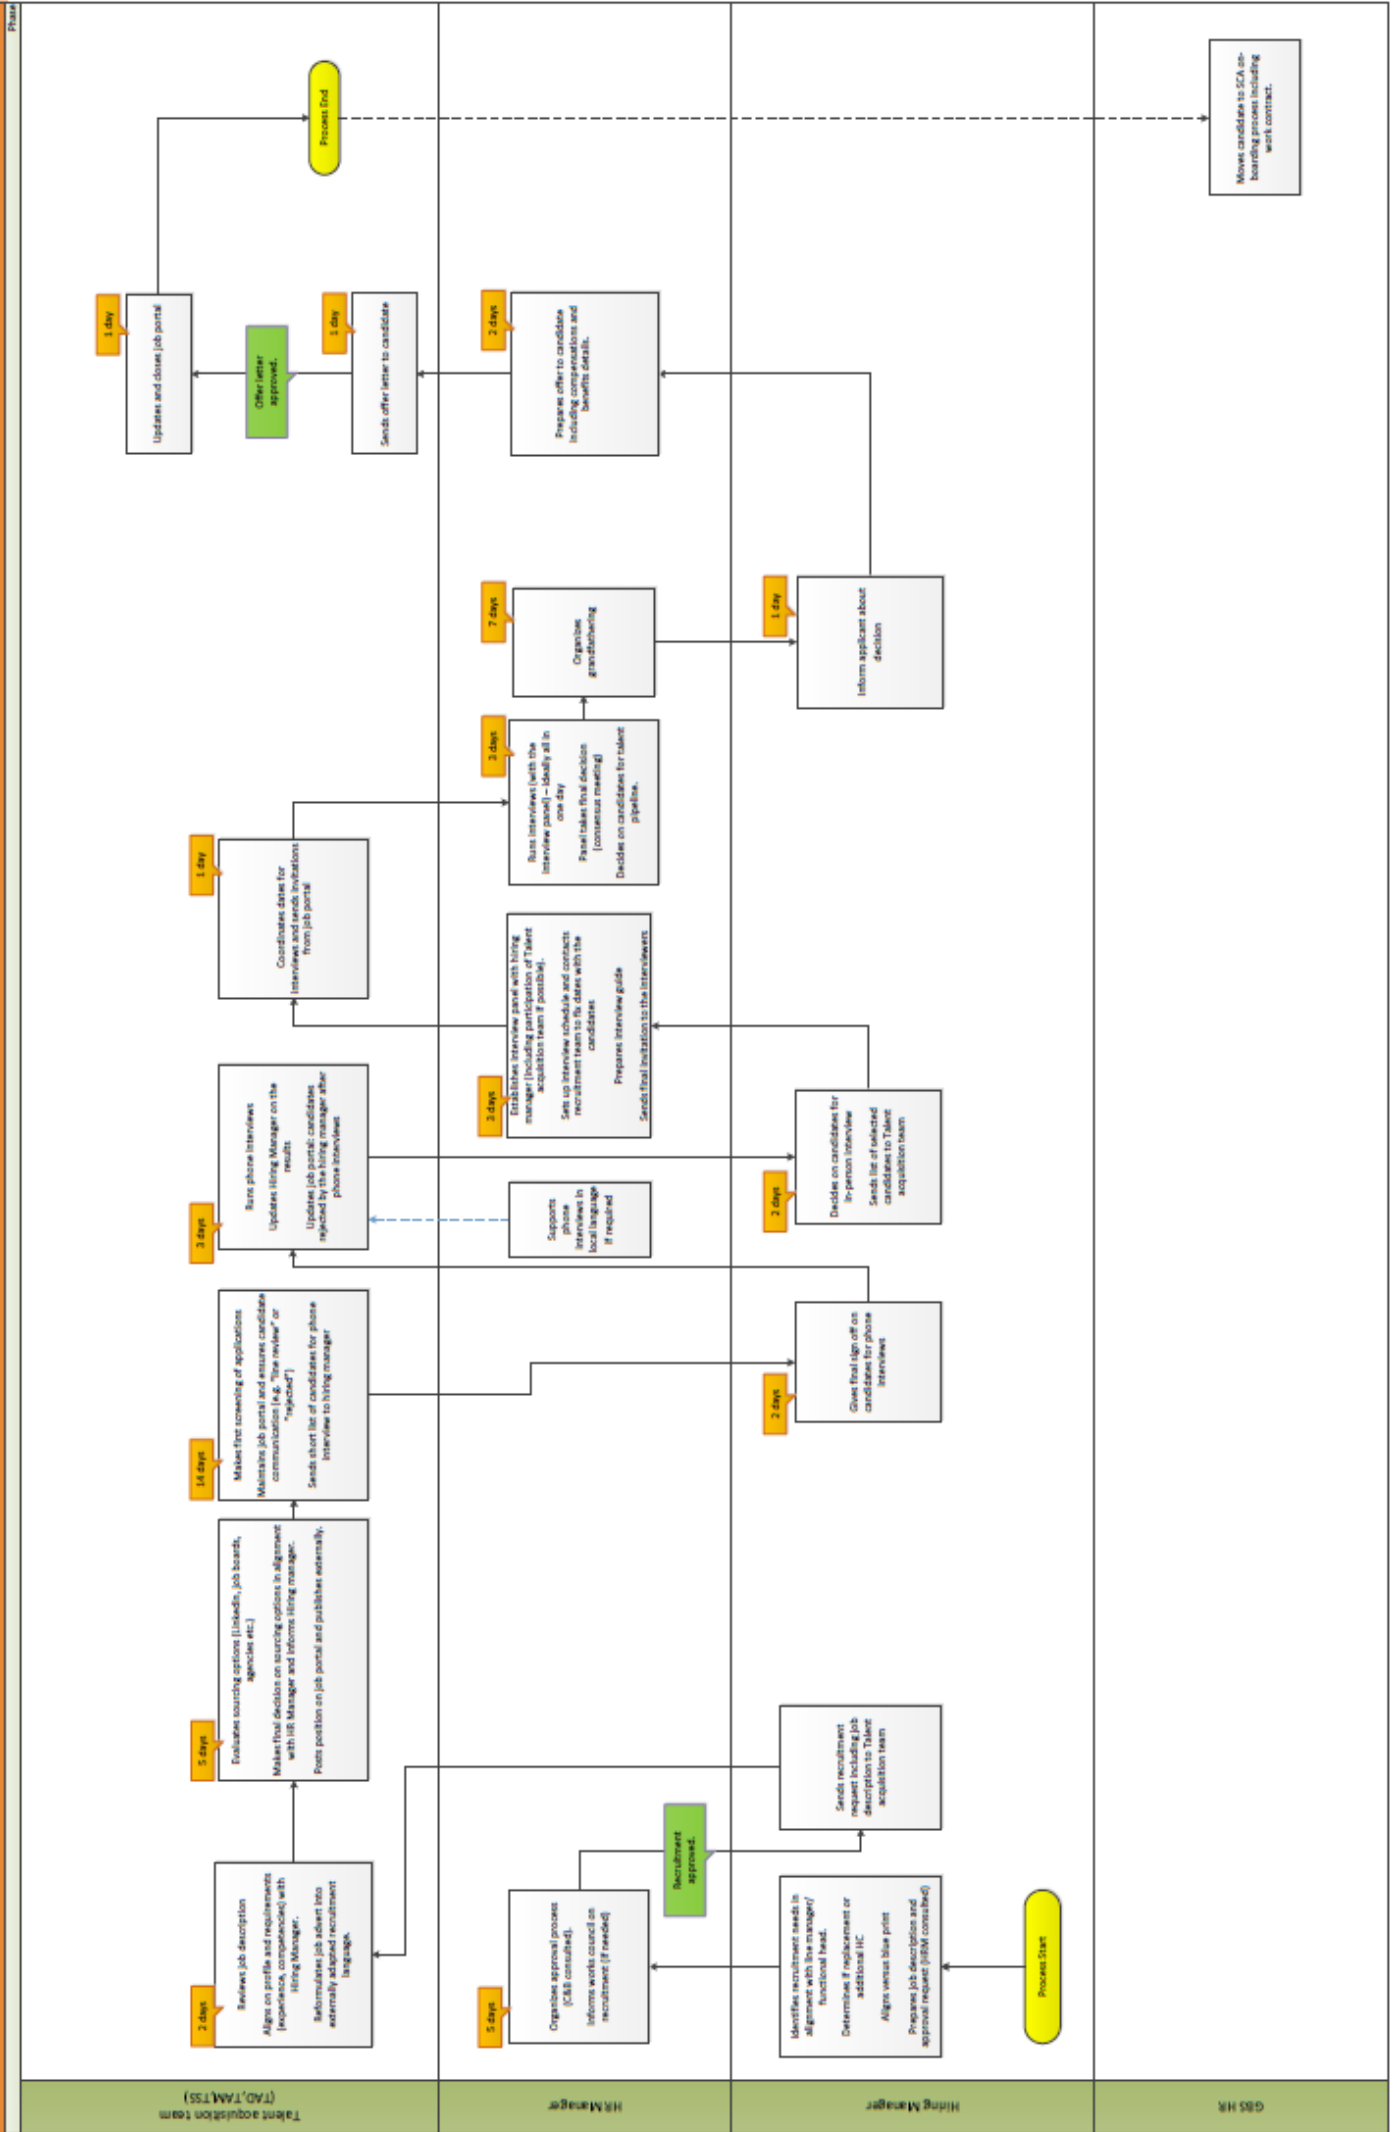 Phase
Talent acquisition team
(TAD,TAM,TSS)
2 days
Reviews job description
Aligns on profile and requirements
(experience, competencies) with
Hiring Manager.
Reformulates job advert into
externally adapted recruitment
language.
5 days
Evaluates sourcing options (LinkedIn, job boards,
agencies etc.)
Makes final decision on sourcing options in alignment
with HR Manager and informs Hiring manager.
Posts position on job portal and publishes externally.
14 days
Makes first screening of applications
Maintains job portal and ensures candidate
communication (e.g. "line review" or
"rejected")
Sends short list of candidates for phone
interview to hiring manager
3 days
Runs phone interviews
Updates Hiring Manager on the
results
Updates job portal: candidates
rejected by the hiring manager after
phone interviews
1 day
Coordinates dates for
interviews and sends invitations
from job portal
1 day
Updates and closes job portal
Offer letter
approved.
1 day
Sends offer letter to candidate
Process End
HR Manager
5 days
Organizes approval process
(C&B consulted).
Informs works council on
recruitment (if needed)
Recruitment
approved.
Supports
phone
interviews in
local language
if required
3 days
Establishes interview panel with hiring
manager (including participation of Talent
acquisition team if possible).
Sets up interview schedule and contacts
recruitment team to fix dates with the
candidates
Prepares interview guide
Sends final invitation to the interviewers
3 days
Runs interviews (with the
interview panel) – ideally all in
one day
Panel takes final decision
(consensus meeting)
Decides on candidates for talent
pipeline.
7 days
Organizes
grandfathering
2 days
Prepares offer to candidate
including compensations and
benefits details.
Hiring Manager
Identifies recruitment needs in
alignment with line manager/
functional head.
Determines if replacement or
additional HC
Aligns versus blue print
Prepares job description and
approval request (HRM consulted)
Process Start
Sends recruitment
request including job
description to Talent
acquisition team
2 days
Gives final sign off on
candidates for phone
interviews
2 days
Decides on candidates for
in-person interview
Sends list of selected
candidates to Talent
acquisition team
1 day
Inform applicant about
decision
GBS HR
Moves candidate to SCA on-
boarding process including
work contract.